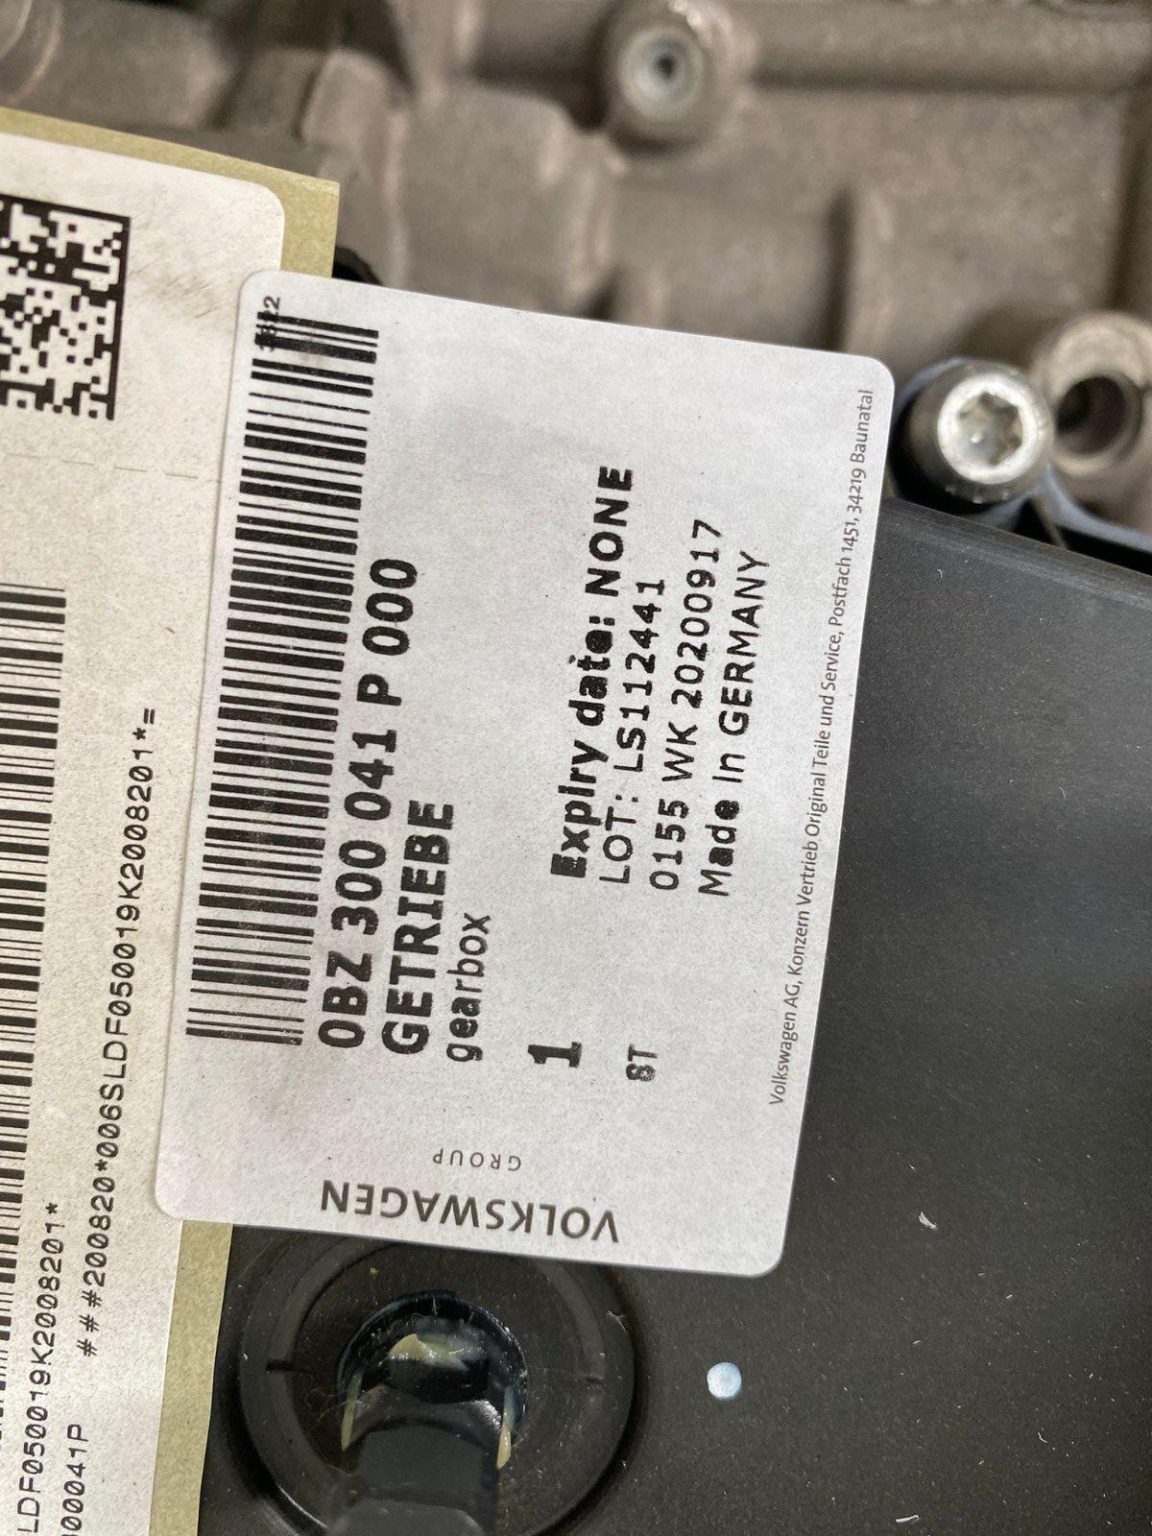 0BZ 300 041 P 000
GETRIEBE
gearbox
1
ST
Expiry date: NONE
LOT: LS112441
0155 WK 20200917
Made in GERMANY
Volkswagen AG, Konzern Vertrieb Original Teile und Service, Postfach 1451, 34219 Baunatal
VOLKSWAGEN
GROUP
LDF050019K2008201*
###200820*006SLDF050019K2008201*=
00041P